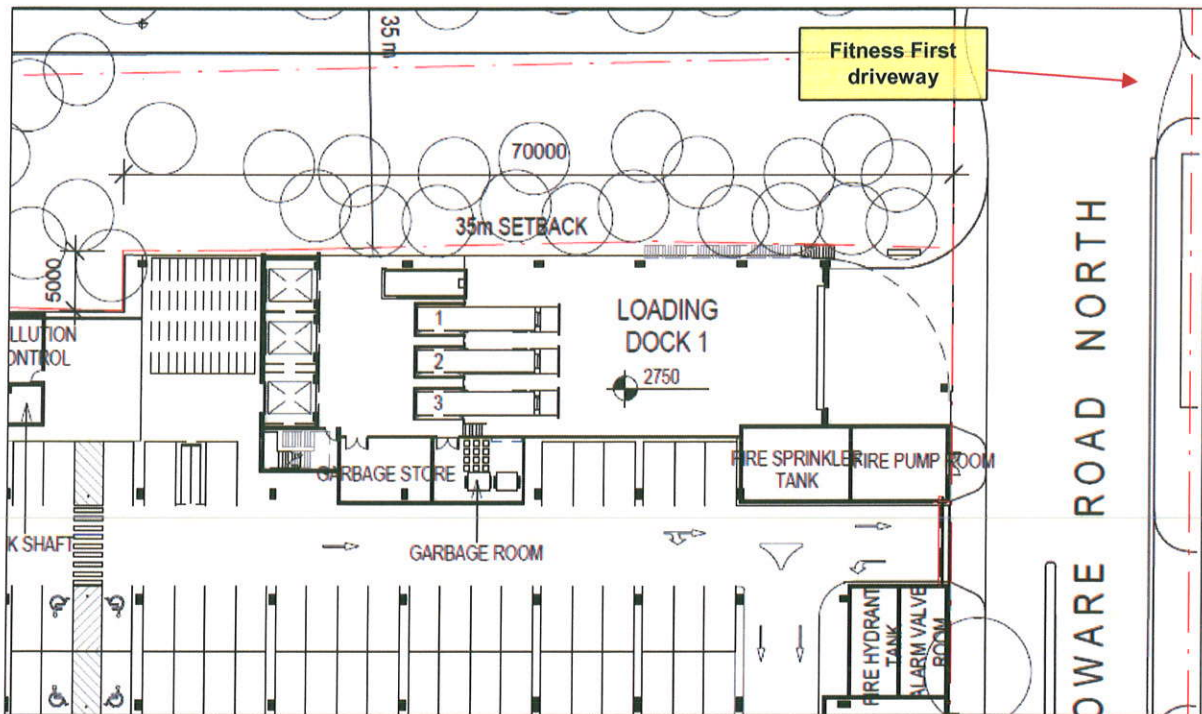 35 m
Fitness First
driveway
70000
35m SETBACK
5000
LOADING
DOCK 1
2750
1
2
3
LLUTION
ONTROL
GARBAGE STORE
FIRE SPRINKLER
TANK
FIRE PUMP ROOM
K SHAFT
GARBAGE ROOM
FIRE HYDRANT
TANK
ALARM VALVE
ROOM
OWARE ROAD NORTH